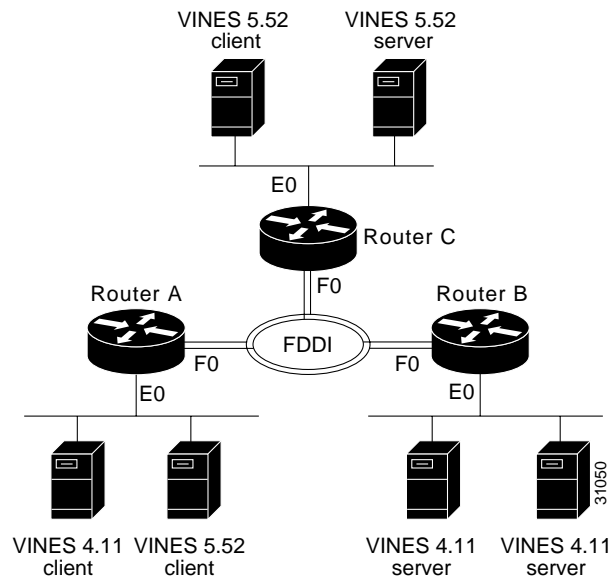 VINES 5.52
client
VINES 5.52
server
E0
Router C
F0
Router A
Router B
FDDI
F0
F0
E0
E0
VINES 4.11
client
VINES 5.52
client
VINES 4.11
server
VINES 4.11
server
31050